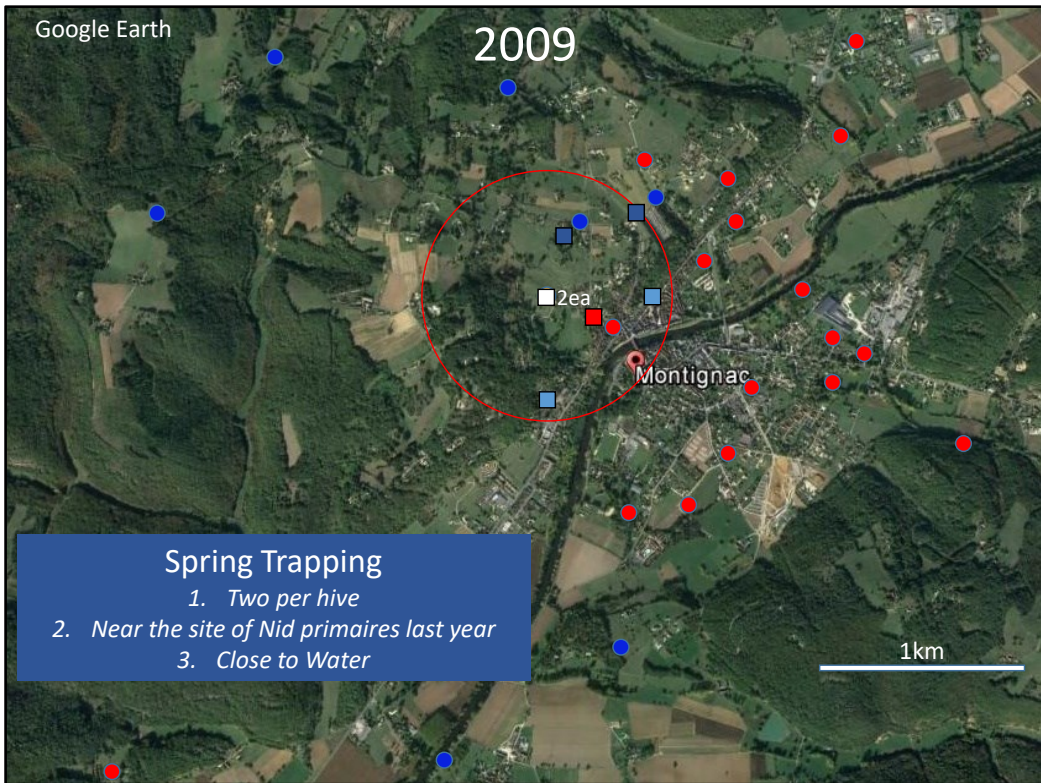 Google Earth
2009
2ea
Montignac
Spring Trapping
1. Two per hive
2. Near the site of Nid primaires last year
3. Close to Water
1km